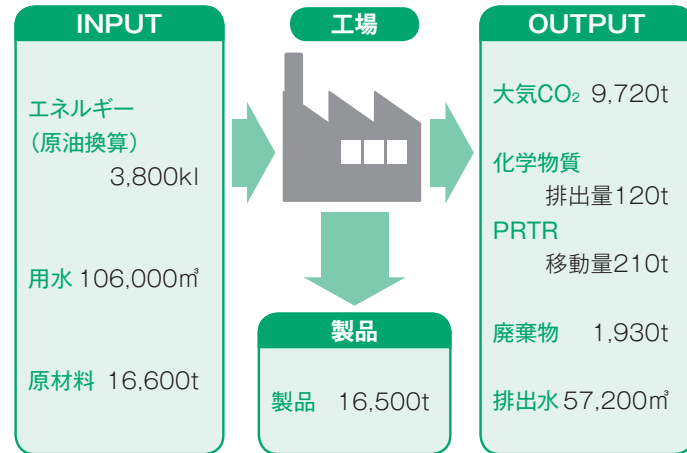 INPUT
エネルギー
（原油換算）
3,800kl
用水 106,000㎥
原材料 16,600t
工場
製品
製品 16,500t
OUTPUT
大気CO₂ 9,720t
化学物質
排出量120t
PRTR
移動量210t
廃棄物 1,930t
排出水 57,200㎥